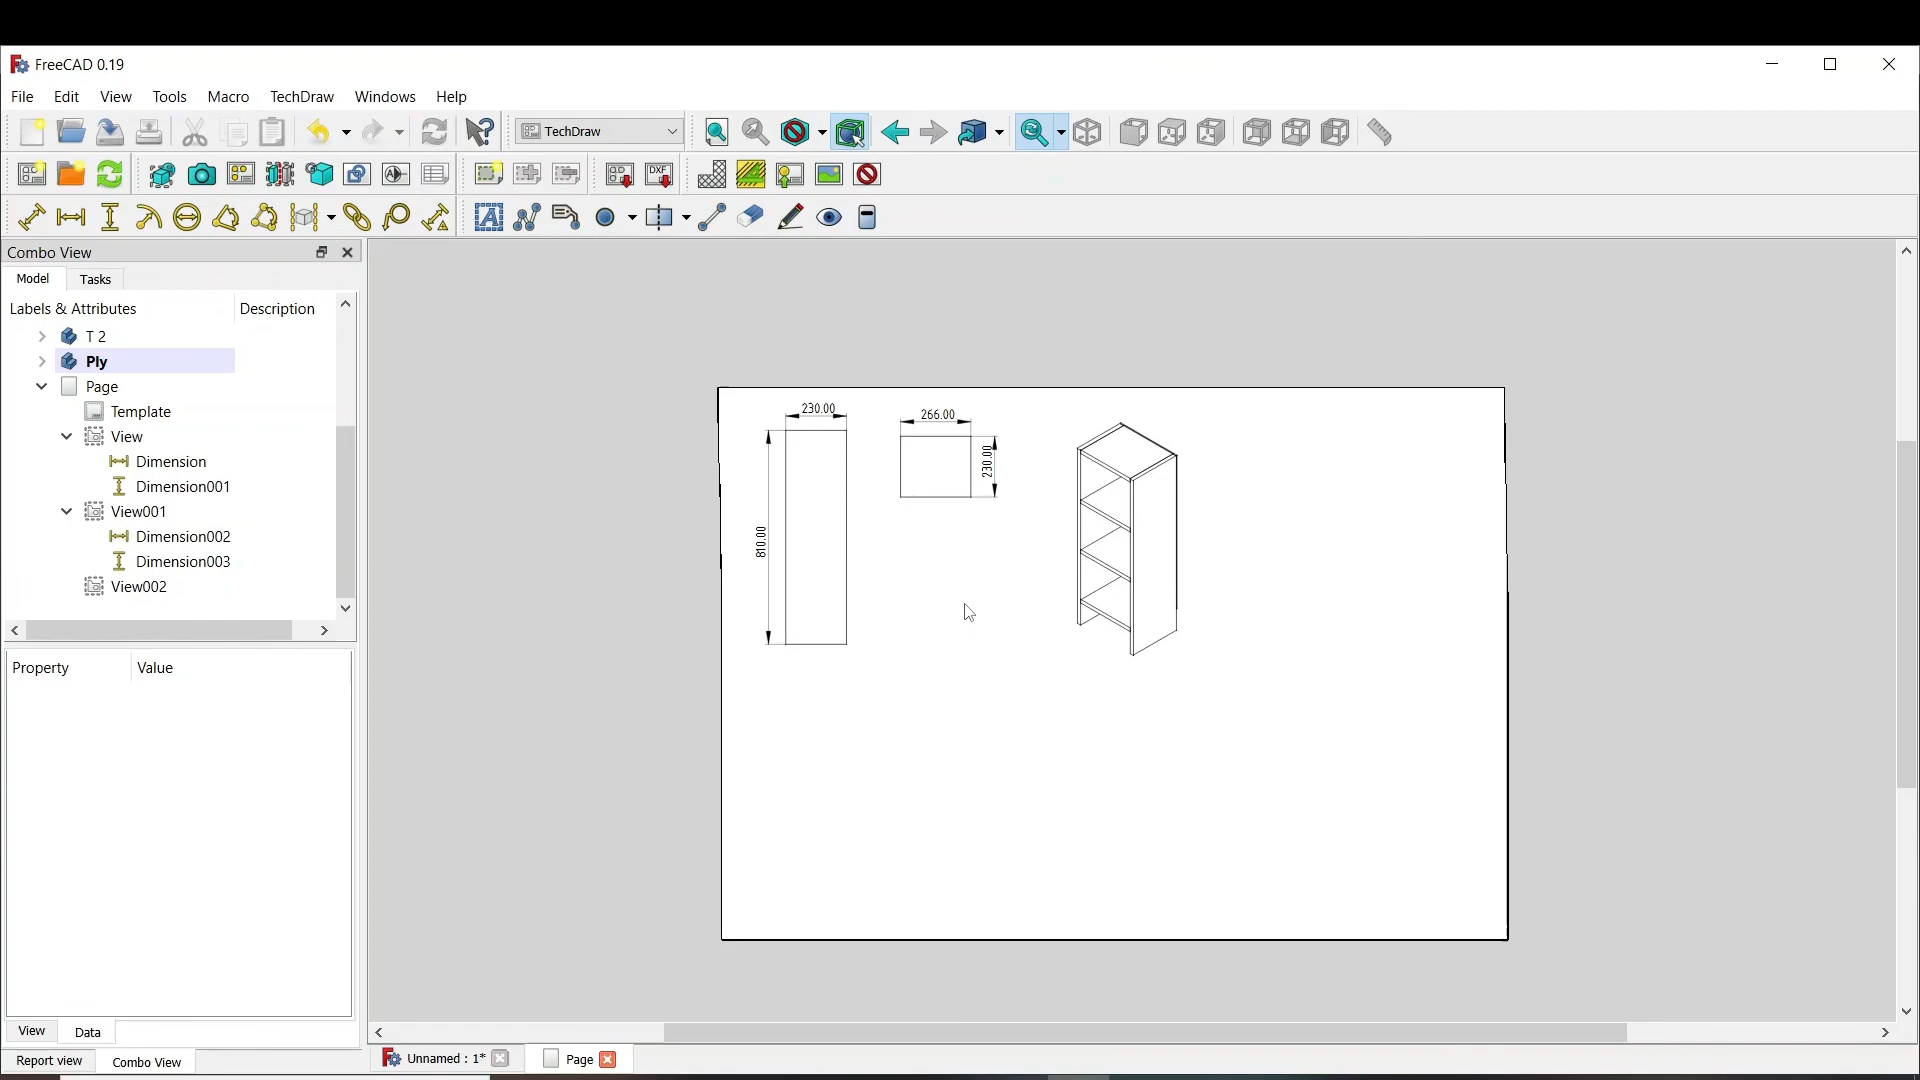 FreeCAD 0.19
File Edit View Tools Macro TechDraw Windows Help
TechDraw
DXF
Combo View
Model Tasks
Labels & Attributes Description
T 2
Ply
Page
Template
View
Dimension
Dimension001
View001
Dimension002
Dimension003
View002
Property Value
View Data
Report view Combo View
230.00
810.00
266.00
230.00
Unnamed : 1*
Page